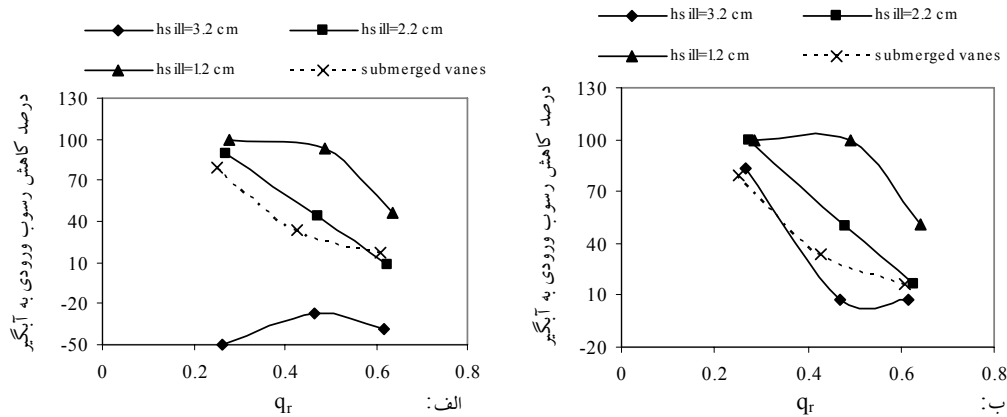 hsill=3.2 cm
hsill=2.2 cm
hsill=1.2 cm
submerged vanes
درصد کاهش رسوب ورودی به آبگیر
130
100
70
40
10
-20
-50
0
0.2
0.4
0.6
0.8
qr
الف:
hsill=3.2 cm
hsill=2.2 cm
hsill=1.2 cm
submerged vanes
درصد کاهش رسوب ورودی به آبگیر
130
100
70
40
10
-20
0
0.2
0.4
0.6
0.8
qr
ب: